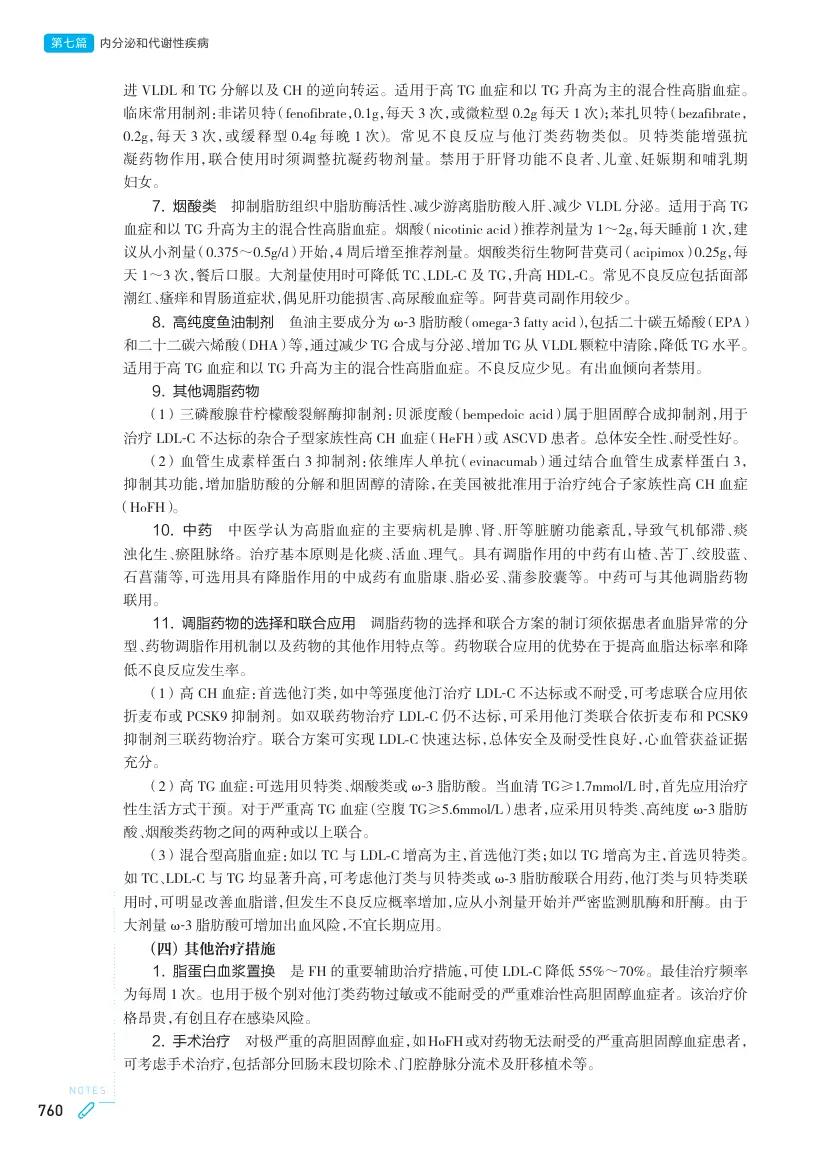 第七篇 内分泌和代谢性疾病
进 VLDL 和 TG 分解以及 CH 的逆向转运。适用于高 TG 血症和以 TG 升高为主的混合性高脂血症。
临床常用制剂:非诺贝特(fenofibrate,0.1g,每天 3 次,或微粒型 0.2g 每天 1 次);苯扎贝特(bezafibrate,
0.2g,每天 3 次,或缓释型 0.4g 每晚 1 次)。常见不良反应与他汀类药物类似。贝特类能增强抗
凝药物作用,联合使用时须调整抗凝药物剂量。禁用于肝肾功能不良者、儿童、妊娠期和哺乳期
妇女。
7. 烟酸类 抑制脂肪组织中脂肪酶活性、减少游离脂肪酸入肝、减少 VLDL 分泌。适用于高 TG
血症和以 TG 升高为主的混合性高脂血症。烟酸(nicotinic acid)推荐剂量为 1~2g,每天睡前 1 次,建
议从小剂量(0.375~0.5g/d)开始,4 周后增至推荐剂量。烟酸类衍生物阿昔莫司(acipimox)0.25g,每
天 1~3 次,餐后口服。大剂量使用时可降低 TC、LDL-C 及 TG,升高 HDL-C。常见不良反应包括面部
潮红、瘙痒和胃肠道症状,偶见肝功能损害、高尿酸血症等。阿昔莫司副作用较少。
8. 高纯度鱼油制剂 鱼油主要成分为 ω-3 脂肪酸(omega-3 fatty acid),包括二十碳五烯酸(EPA)
和二十二碳六烯酸(DHA)等,通过减少 TG 合成与分泌、增加 TG 从 VLDL 颗粒中清除,降低 TG 水平。
适用于高 TG 血症和以 TG 升高为主的混合性高脂血症。不良反应少见。有出血倾向者禁用。
9. 其他调脂药物
(1)三磷酸腺苷柠檬酸裂解酶抑制剂:贝派度酸(bempedoic acid)属于胆固醇合成抑制剂,用于
治疗 LDL-C 不达标的杂合子型家族性高 CH 血症(HeFH)或 ASCVD 患者。总体安全性、耐受性好。
(2)血管生成素样蛋白 3 抑制剂:依维库人单抗(evinacumab)通过结合血管生成素样蛋白 3,
抑制其功能,增加脂肪酸的分解和胆固醇的清除,在美国被批准用于治疗纯合子家族性高 CH 血症
(HoFH)。
10. 中药 中医学认为高脂血症的主要病机是脾、肾、肝等脏腑功能紊乱,导致气机郁滞、痰
浊化生、瘀阻脉络。治疗基本原则是化痰、活血、理气。具有调脂作用的中药有山楂、苦丁、绞股蓝、
石菖蒲等,可选用具有降脂作用的中成药有血脂康、脂必妥、蒲参胶囊等。中药可与其他调脂药物
联用。
11. 调脂药物的选择和联合应用 调脂药物的选择和联合方案的制订须依据患者血脂异常的分
型、药物调脂作用机制以及药物的其他作用特点等。药物联合应用的优势在于提高血脂达标率和降
低不良反应发生率。
(1)高 CH 血症:首选他汀类,如中等强度他汀治疗 LDL-C 不达标或不耐受,可考虑联合应用依
折麦布或 PCSK9 抑制剂。如双联药物治疗 LDL-C 仍不达标,可采用他汀类联合依折麦布和 PCSK9
抑制剂三联药物治疗。联合方案可实现 LDL-C 快速达标,总体安全及耐受性良好,心血管获益证据
充分。
(2)高 TG 血症:可选用贝特类、烟酸类或 ω-3 脂肪酸。当血清 TG≥1.7mmol/L 时,首先应用治疗
性生活方式干预。对于严重高 TG 血症(空腹 TG≥5.6mmol/L)患者,应采用贝特类、高纯度 ω-3 脂肪
酸、烟酸类药物之间的两种或以上联合。
(3)混合型高脂血症:如以 TC 与 LDL-C 增高为主,首选他汀类;如以 TG 增高为主,首选贝特类。
如 TC、LDL-C 与 TG 均显著升高,可考虑他汀类与贝特类或 ω-3 脂肪酸联合用药,他汀类与贝特类联
用时,可明显改善血脂谱,但发生不良反应概率增加,应从小剂量开始并严密监测肌酶和肝酶。由于
大剂量 ω-3 脂肪酸可增加出血风险,不宜长期应用。
(四)其他治疗措施
1. 脂蛋白血浆置换 是 FH 的重要辅助治疗措施,可使 LDL-C 降低 55%~70%。最佳治疗频率
为每周 1 次。也用于极个别对他汀类药物过敏或不能耐受的严重难治性高胆固醇血症者。该治疗价
格昂贵,有创且存在感染风险。
2. 手术治疗 对极严重的高胆固醇血症,如HoFH或对药物无法耐受的严重高胆固醇血症患者,
可考虑手术治疗,包括部分回肠末段切除术、门腔静脉分流术及肝移植术等。
NOTES
760